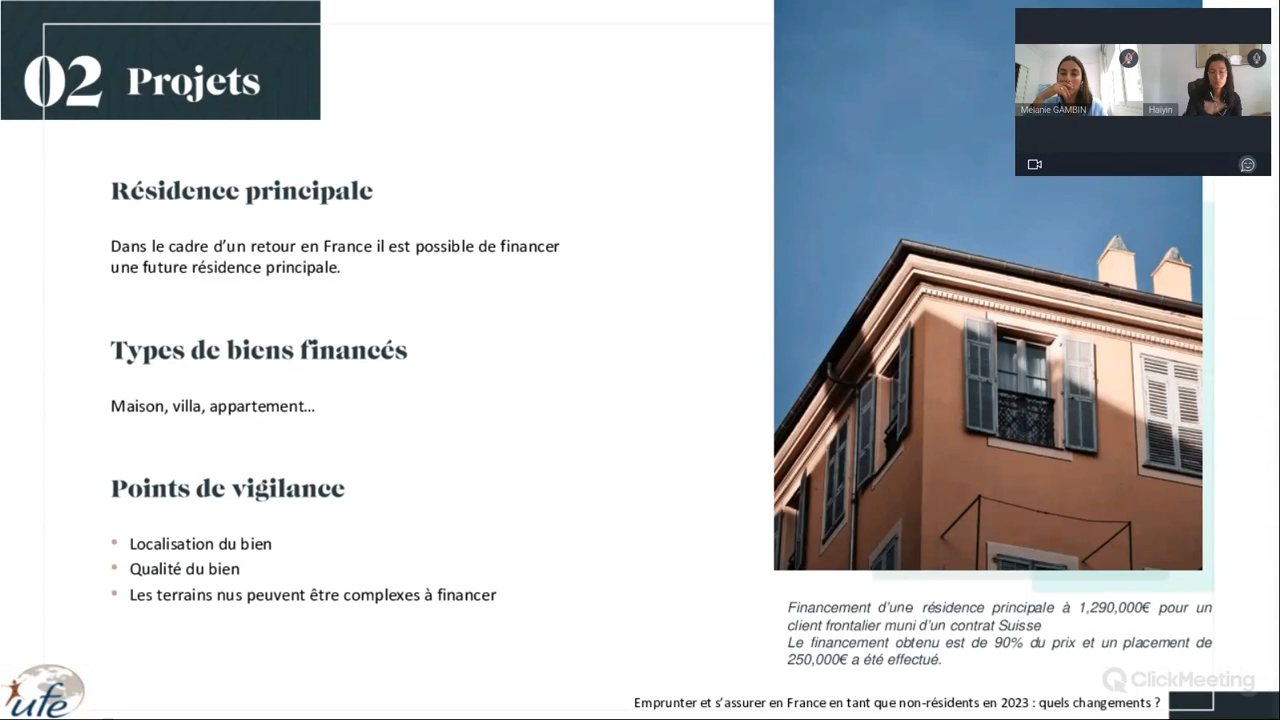 02 Projets
Mélanie GAMBIN
Haiyin
Résidence principale
Dans le cadre d’un retour en France il est possible de financer
une future résidence principale.
Types de biens financés
Maison, villa, appartement…
Points de vigilance
• Localisation du bien
• Qualité du bien
• Les terrains nus peuvent être complexes à financer
Financement d’une résidence principale à 1,290,000€ pour un
client frontalier muni d’un contrat Suisse
Le financement obtenu est de 90% du prix et un placement de
250,000€ a été effectué.
ClickMeeting
ufe
Emprunter et s’assurer en France en tant que non-résidents en 2023 : quels changements ?